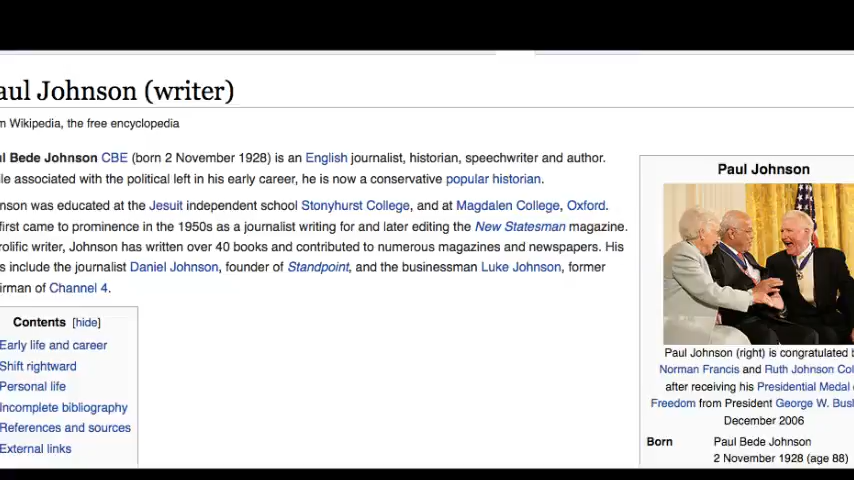 aul Johnson (writer)
m Wikipedia, the free encyclopedia
l Bede Johnson CBE (born 2 November 1928) is an English journalist, historian, speechwriter and author.
le associated with the political left in his early career, he is now a conservative popular historian.
nson was educated at the Jesuit independent school Stonyhurst College, and at Magdalen College, Oxford.
first came to prominence in the 1950s as a journalist writing for and later editing the New Statesman magazine.
rolific writer, Johnson has written over 40 books and contributed to numerous magazines and newspapers. His
s include the journalist Daniel Johnson, founder of Standpoint, and the businessman Luke Johnson, former
irman of Channel 4.
Contents [hide]
Early life and career
Shift rightward
Personal life
Incomplete bibliography
References and sources
External links
Paul Johnson
Paul Johnson (right) is congratulated b
Norman Francis and Ruth Johnson Col
after receiving his Presidential Medal
Freedom from President George W. Bus
December 2006
Born Paul Bede Johnson
2 November 1928 (age 88)